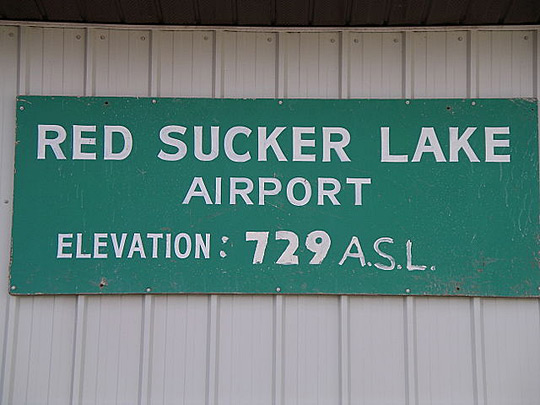 RED SUCKER LAKE
AIRPORT
ELEVATION : 729 A.S.L.